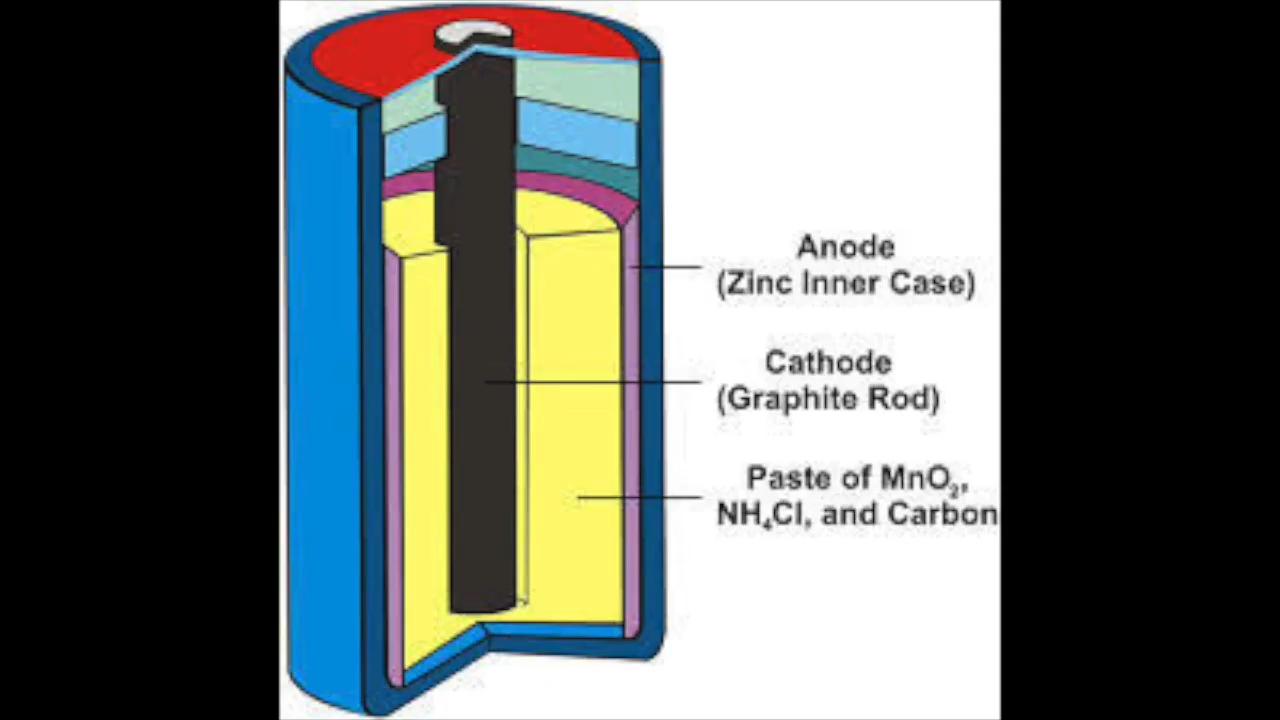 Anode
(Zinc Inner Case)
Cathode
(Graphite Rod)
Paste of MnO₂,
NH₄Cl, and Carbon